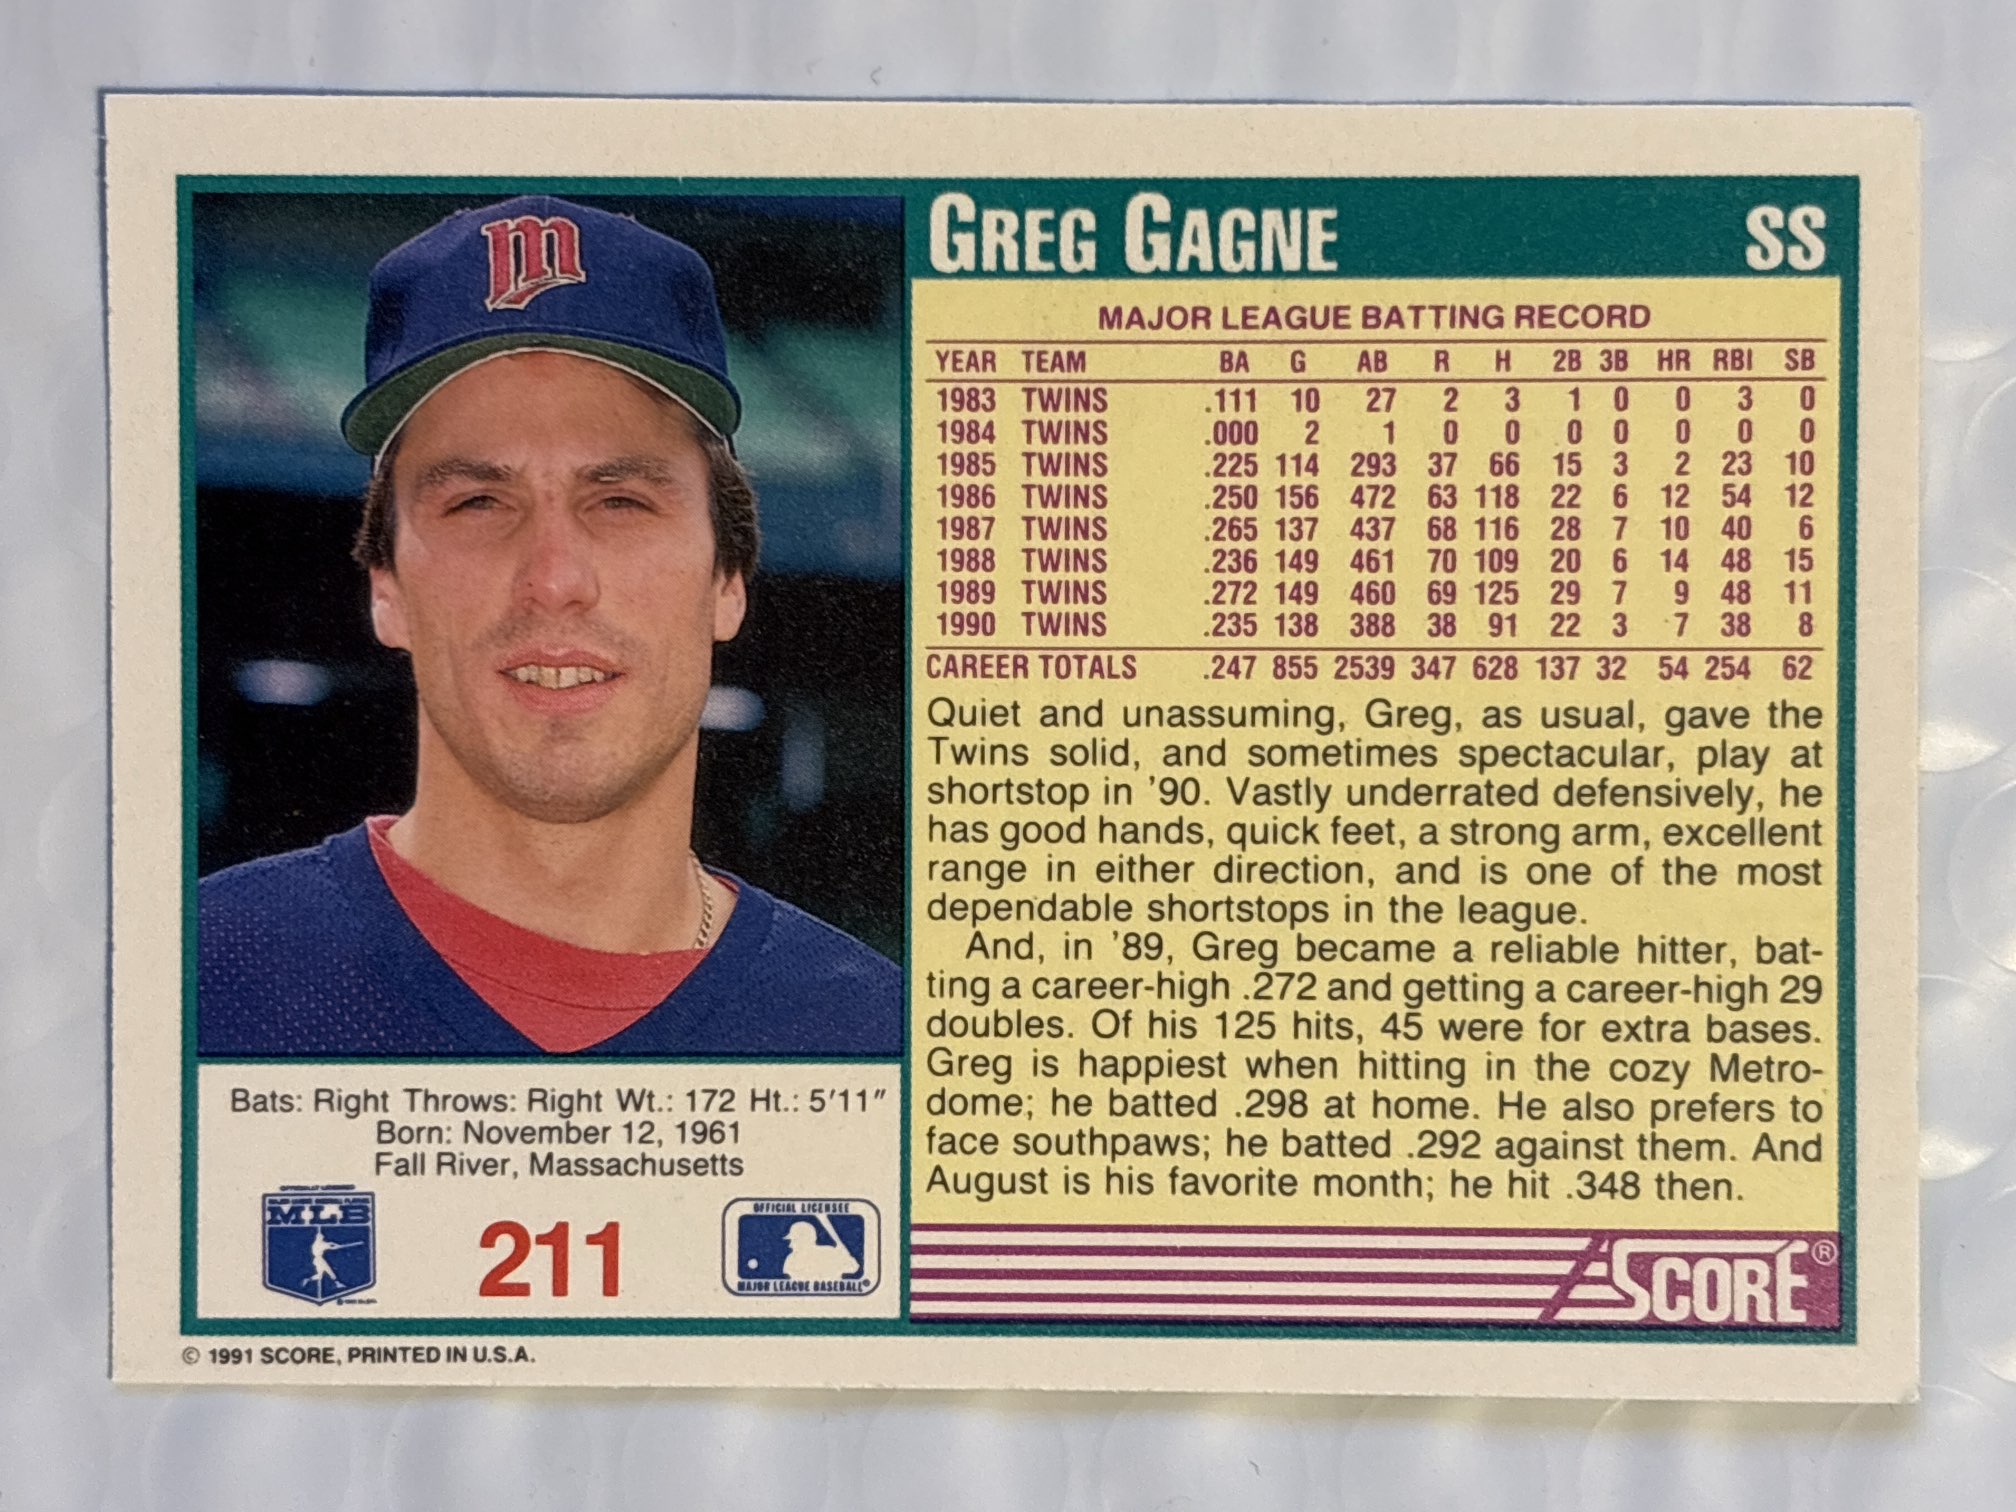 m
GREG GAGNE SS
MAJOR LEAGUE BATTING RECORD
YEAR TEAM BA G AB R H 2B 3B HR RBI SB
1983 TWINS .111 10 27 2 3 1 0 0 3 0
1984 TWINS .000 2 1 0 0 0 0 0 0 0
1985 TWINS .225 114 293 37 66 15 3 2 23 10
1986 TWINS .250 156 472 63 118 22 6 12 54 12
1987 TWINS .265 137 437 68 116 28 7 10 40 6
1988 TWINS .236 149 461 70 109 20 6 14 48 15
1989 TWINS .272 149 460 69 125 29 7 9 48 11
1990 TWINS .235 138 388 38 91 22 3 7 38 8
CAREER TOTALS .247 855 2539 347 628 137 32 54 254 62
Quiet and unassuming, Greg, as usual, gave the
Twins solid, and sometimes spectacular, play at
shortstop in '90. Vastly underrated defensively, he
has good hands, quick feet, a strong arm, excellent
range in either direction, and is one of the most
dependable shortstops in the league.
And, in '89, Greg became a reliable hitter, bat-
ting a career-high .272 and getting a career-high 29
doubles. Of his 125 hits, 45 were for extra bases.
Greg is happiest when hitting in the cozy Metro-
dome; he batted .298 at home. He also prefers to
face southpaws; he batted .292 against them. And
August is his favorite month; he hit .348 then.
Bats: Right Throws: Right Wt.: 172 Ht.: 5'11"
Born: November 12, 1961
Fall River, Massachusetts
MLB
211
OFFICIAL LICENSEE
MAJOR LEAGUE BASEBALL®
SCORE®
© 1991 SCORE, PRINTED IN U.S.A.